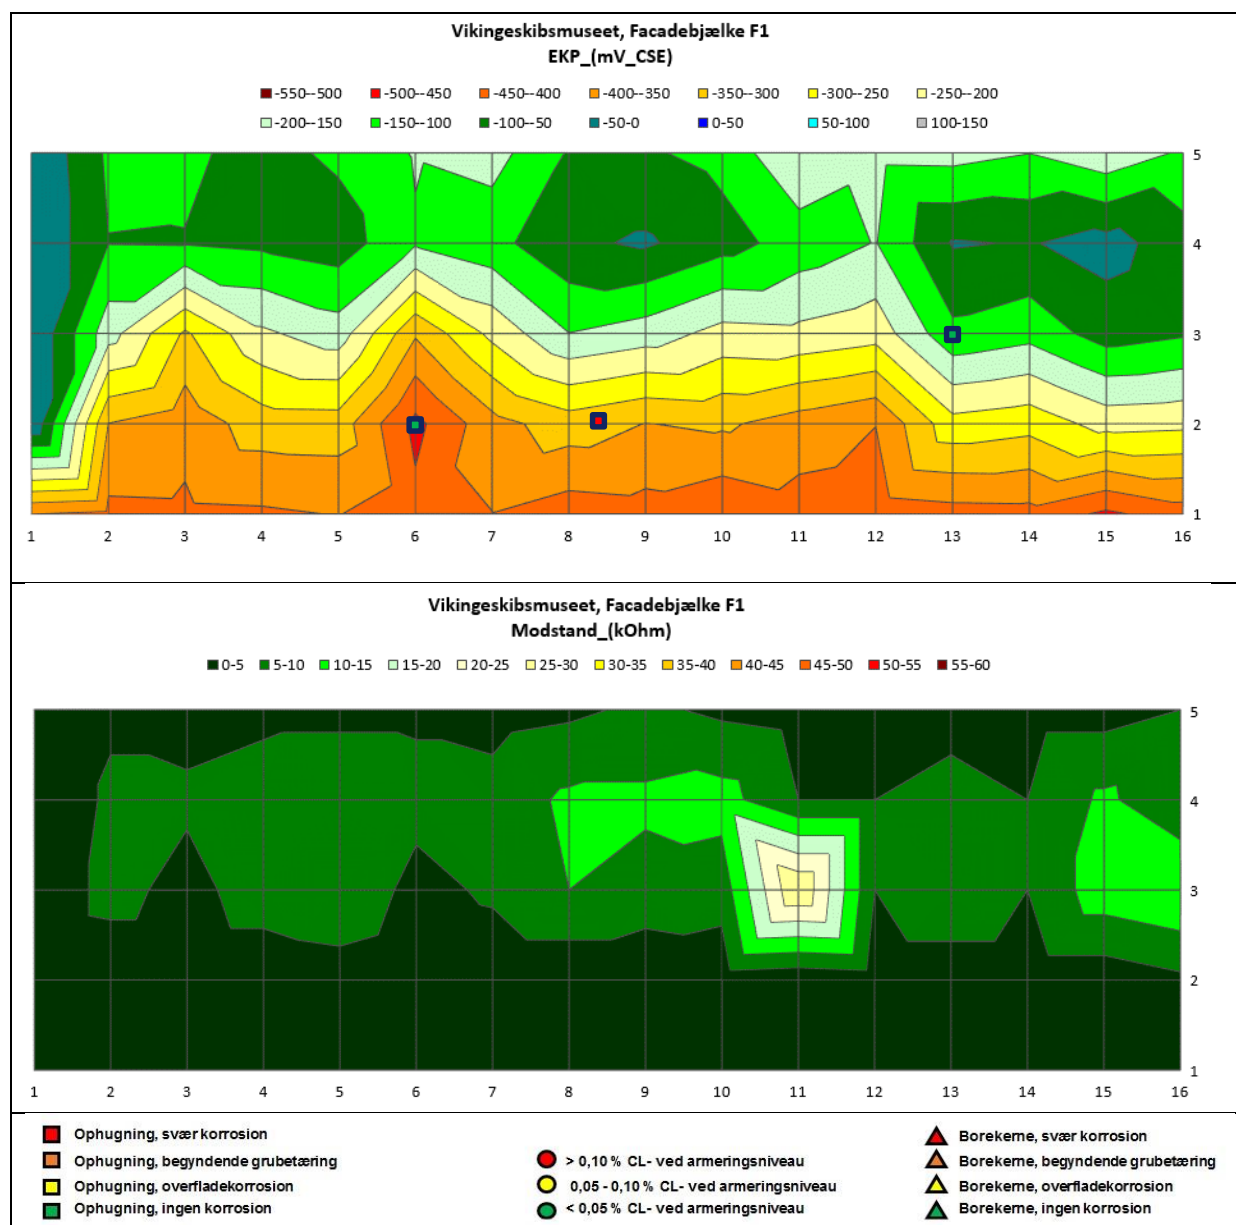 Vikingeskibsmuseet, Facadebjælke F1
EKP_(mV_CSE)
-550--500 -500--450 -450--400 -400--350 -350--300 -300--250 -250--200
-200--150 -150--100 -100--50 -50-0 0-50 50-100 100-150
5
4
3
2
1
1 2 3 4 5 6 7 8 9 10 11 12 13 14 15 16
Vikingeskibsmuseet, Facadebjælke F1
Modstand_(kOhm)
0-5 5-10 10-15 15-20 20-25 25-30 30-35 35-40 40-45 45-50 50-55 55-60
5
4
3
2
1
1 2 3 4 5 6 7 8 9 10 11 12 13 14 15 16
Ophugning, svær korrosion
Ophugning, begyndende grubetæring
Ophugning, overfladekorrosion
Ophugning, ingen korrosion
> 0,10 % CL- ved armeringsniveau
0,05 - 0,10 % CL- ved armeringsniveau
< 0,05 % CL- ved armeringsniveau
Borekerne, svær korrosion
Borekerne, begyndende grubetæring
Borekerne, overfladekorrosion
Borekerne, ingen korrosion